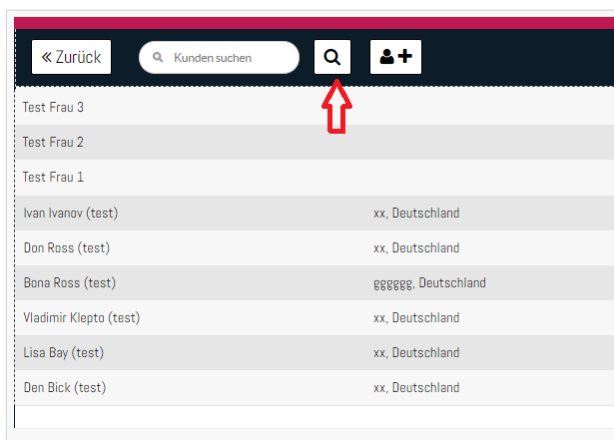 « Zurück Kunden suchen
Test Frau 3
Test Frau 2
Test Frau 1
Ivan Ivanov (test) xx, Deutschland
Don Ross (test) xx, Deutschland
Bona Ross (test) gggggg, Deutschland
Vladimir Klepto (test) xx, Deutschland
Lisa Bay (test) xx, Deutschland
Den Bick (test) xx, Deutschland